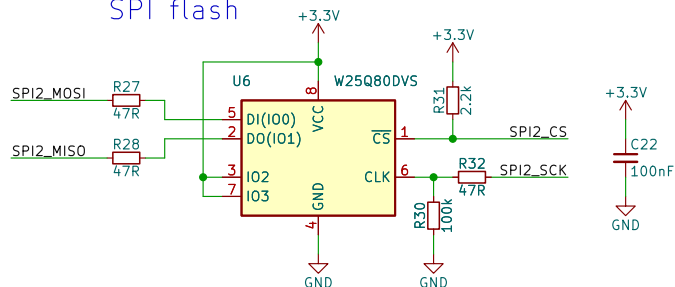 SPI flash
+3.3V
+3.3V
U6
W25Q80DVS
+3.3V
SPI2_MOSI
R27
47R
8
VCC
R31
2.2k
5
DI(IO0)
SPI2_MISO
R28
47R
2
DO(IO1)
CS
1
SPI2_CS
C22
100nF
3
IO2
CLK
6
R32
47R
SPI2_SCK
7
IO3
GND
4
R30
100k
GND
GND
GND